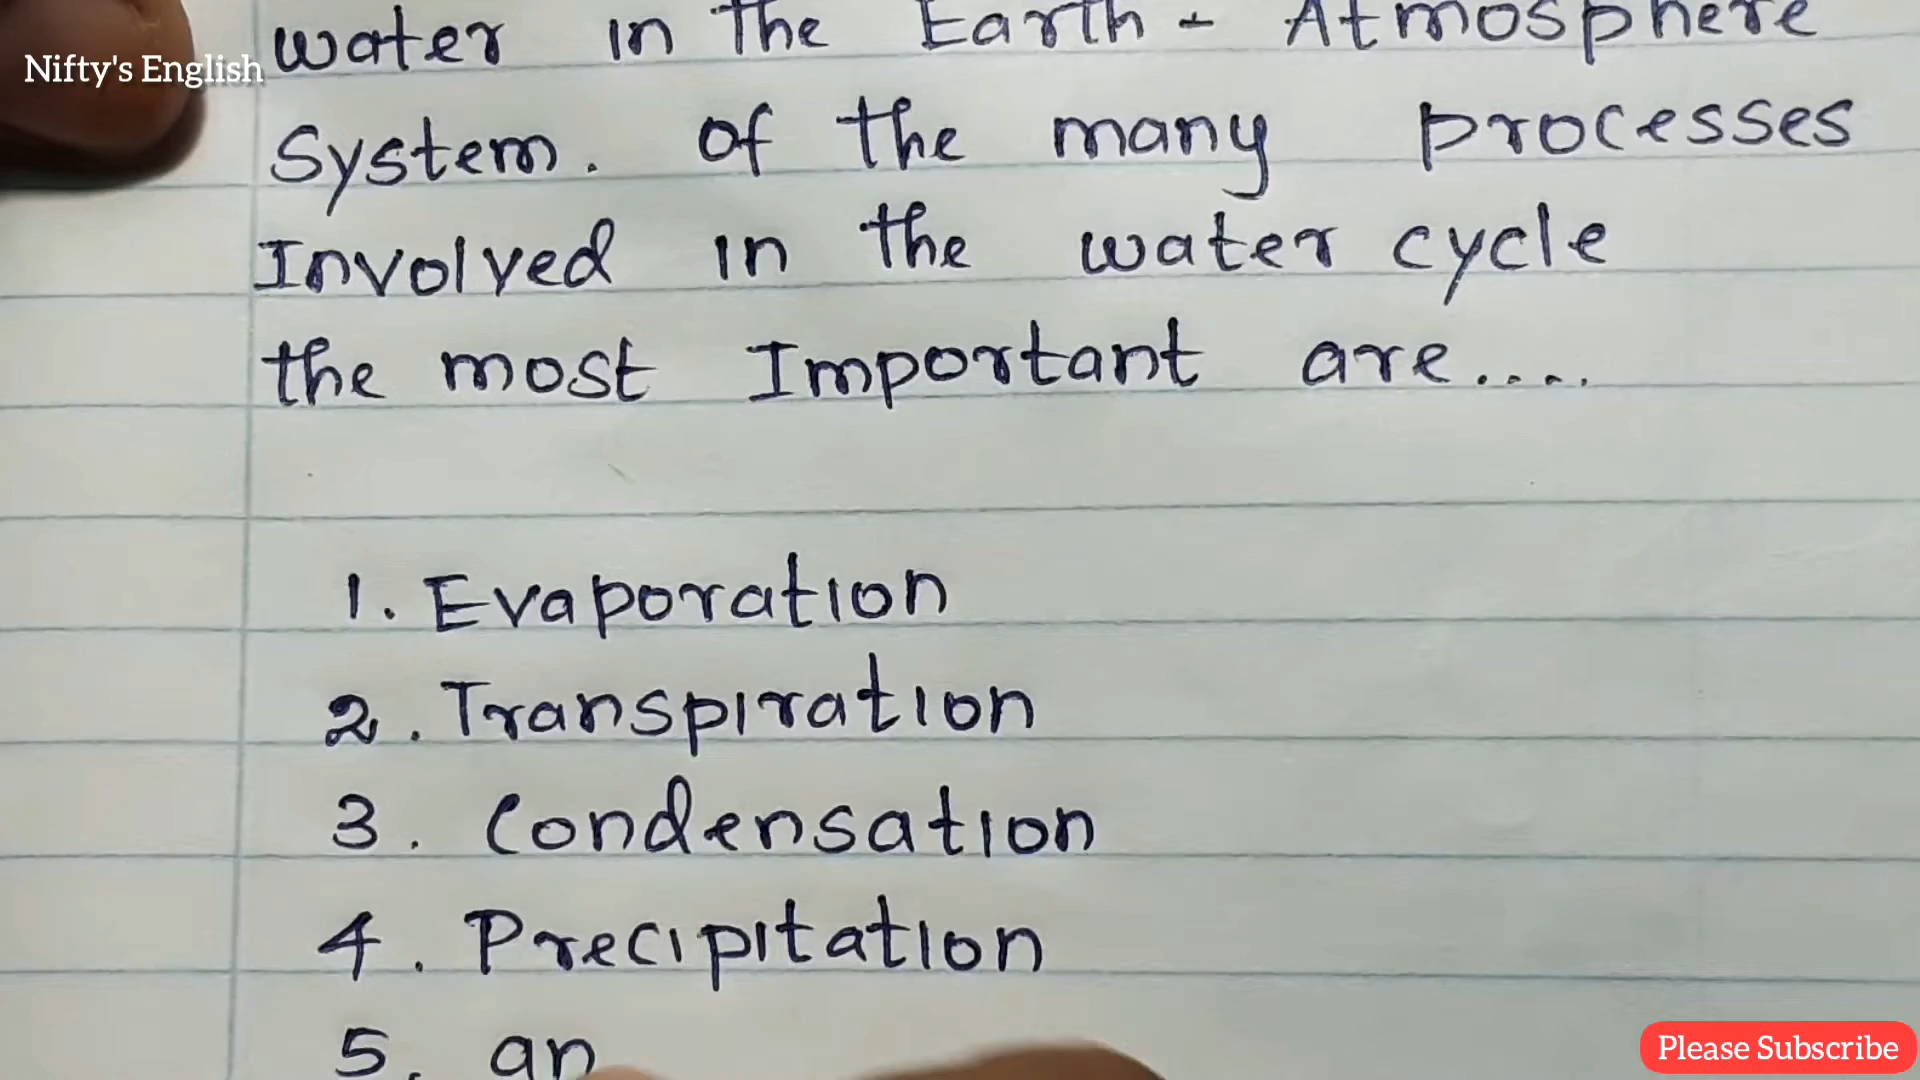 water in the Earth - Atmosphere
Nifty's English
System. Of the many processes
Involved in the water cycle
the most Important are....
1. Evaporation
2. Transpiration
3. Condensation
4. Precipitation
5. an
Please Subscribe